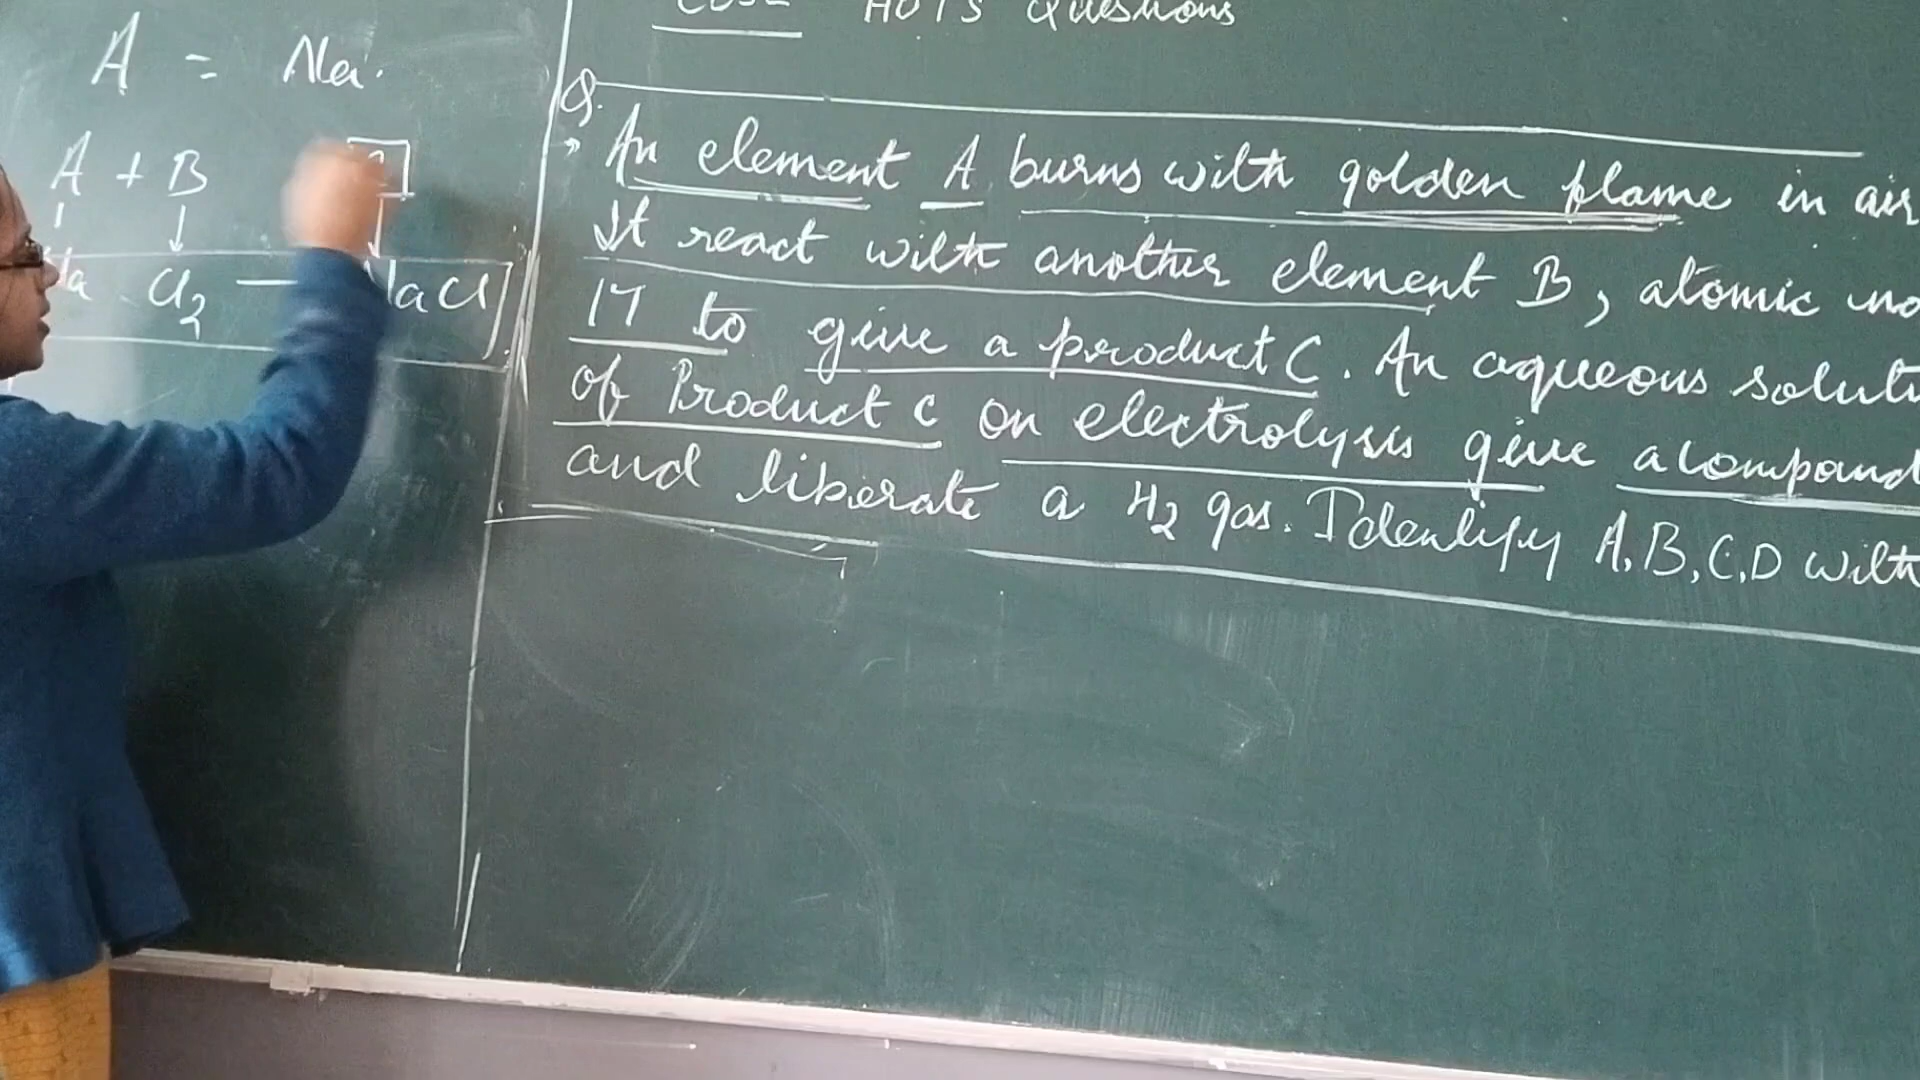 A = Na.
A + B
Cl2 — NaCl
HOTS Questions
Q. An element A burns with golden flame in air
It react with another element B, atomic no
17 to give a product C. An aqueous soluti
of Product C on electrolysis give a compound
and liberate a H2 gas. Identify A, B, C, D with